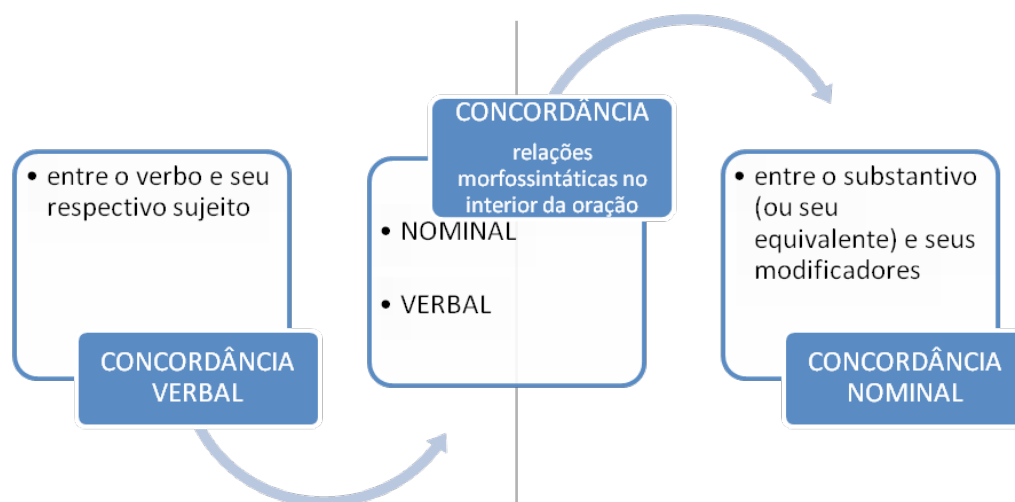 • entre o verbo e seu
respectivo sujeito
CONCORDÂNCIA
VERBAL
CONCORDÂNCIA
relações
morfossintáticas no
interior da oração
• NOMINAL
• VERBAL
• entre o substantivo
(ou seu
equivalente) e seus
modificadores
CONCORDÂNCIA
NOMINAL